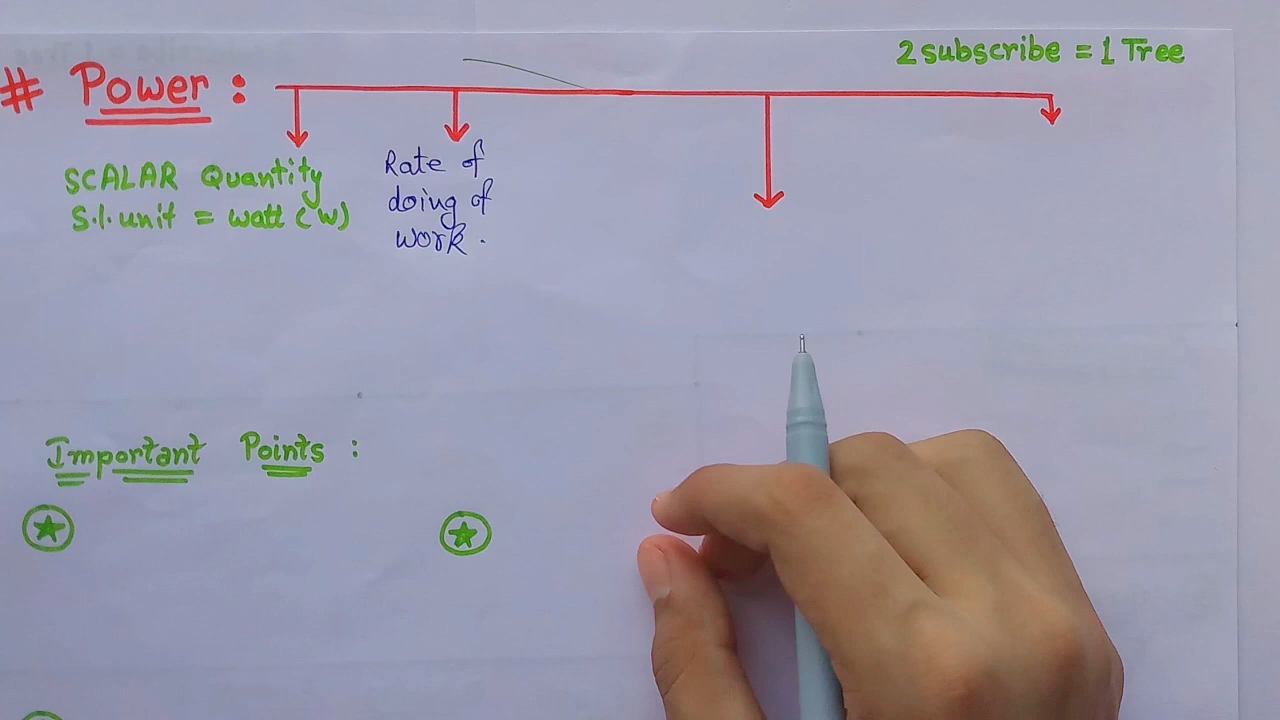 2 subscribe = 1 Tree
# Power :
SCALAR Quantity
S.I. unit = watt (W)
Rate of
doing of
work .
Important Points :